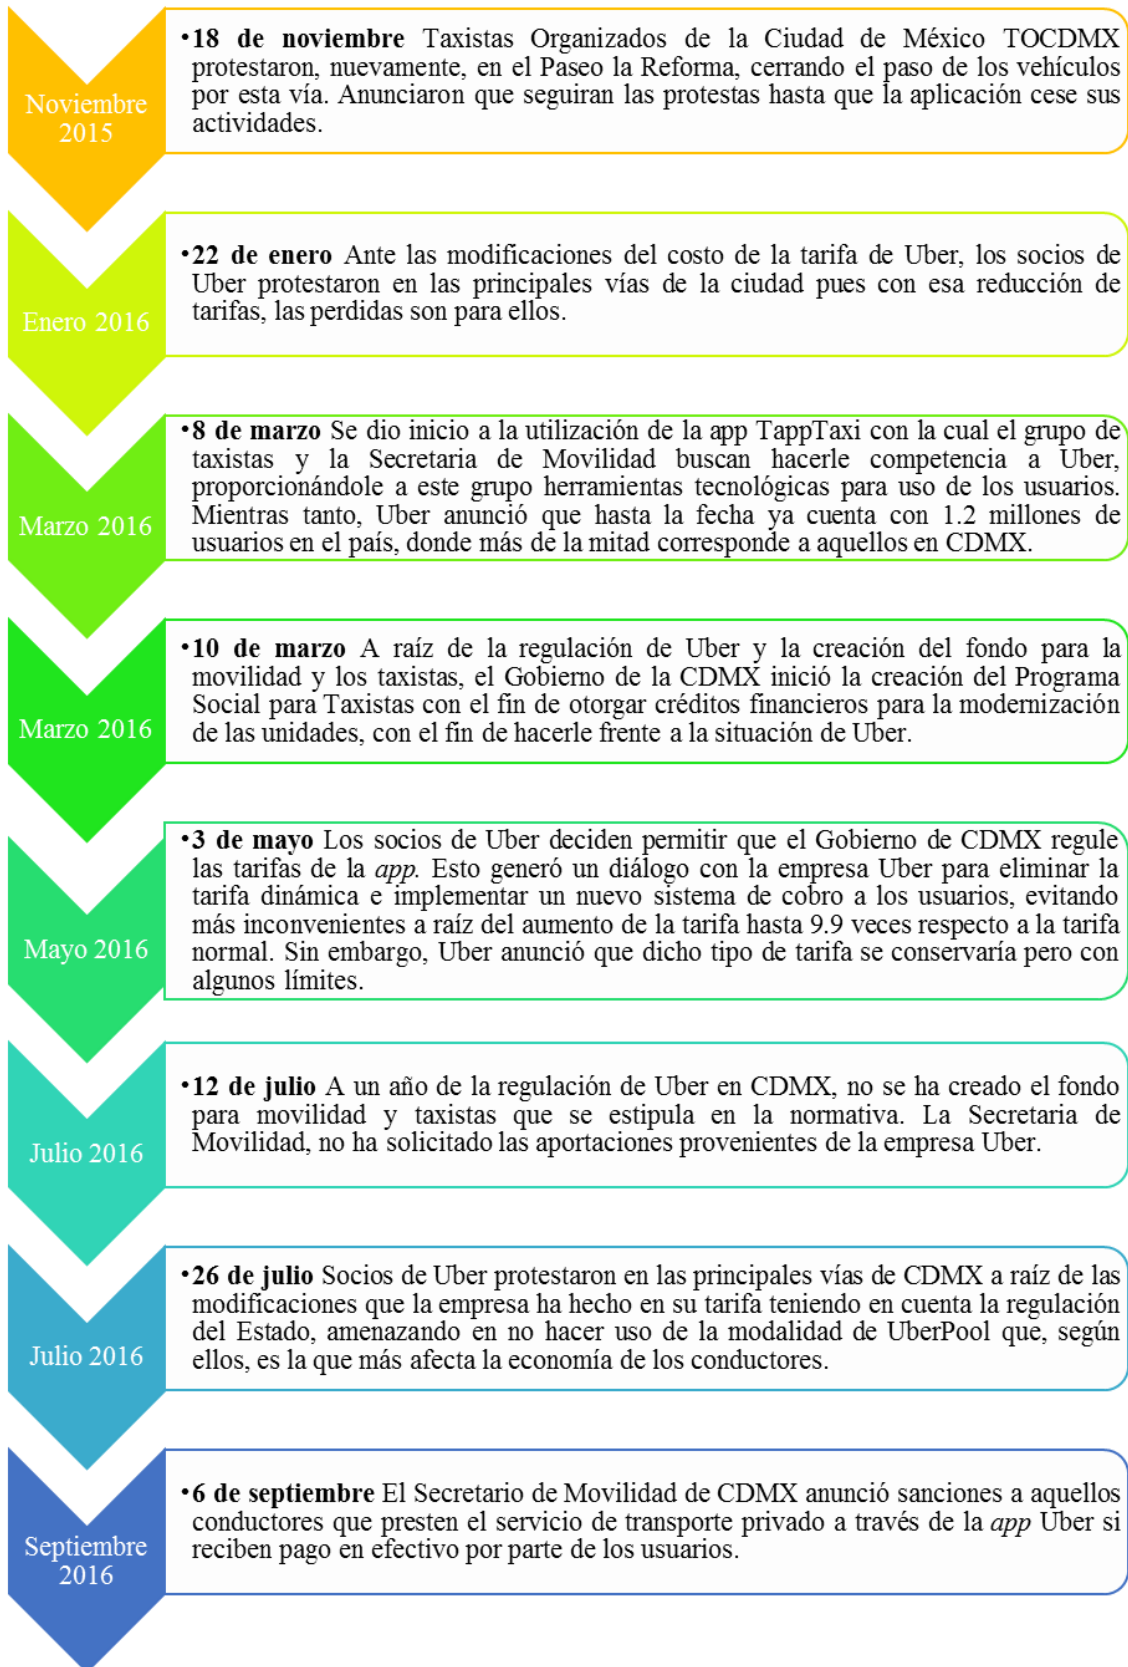 Noviembre
2015
•18 de noviembre Taxistas Organizados de la Ciudad de México TOCDMX
protestaron, nuevamente, en el Paseo la Reforma, cerrando el paso de los vehículos
por esta vía. Anunciaron que seguiran las protestas hasta que la aplicación cese sus
actividades.
Enero 2016
•22 de enero Ante las modificaciones del costo de la tarifa de Uber, los socios de
Uber protestaron en las principales vías de la ciudad pues con esa reducción de
tarifas, las perdidas son para ellos.
Marzo 2016
•8 de marzo Se dio inicio a la utilización de la app TappTaxi con la cual el grupo de
taxistas y la Secretaria de Movilidad buscan hacerle competencia a Uber,
proporcionándole a este grupo herramientas tecnológicas para uso de los usuarios.
Mientras tanto, Uber anunció que hasta la fecha ya cuenta con 1.2 millones de
usuarios en el país, donde más de la mitad corresponde a aquellos en CDMX.
Marzo 2016
•10 de marzo A raíz de la regulación de Uber y la creación del fondo para la
movilidad y los taxistas, el Gobierno de la CDMX inició la creación del Programa
Social para Taxistas con el fin de otorgar créditos financieros para la modernización
de las unidades, con el fin de hacerle frente a la situación de Uber.
Mayo 2016
•3 de mayo Los socios de Uber deciden permitir que el Gobierno de CDMX regule
las tarifas de la app. Esto generó un diálogo con la empresa Uber para eliminar la
tarifa dinámica e implementar un nuevo sistema de cobro a los usuarios, evitando
más inconvenientes a raíz del aumento de la tarifa hasta 9.9 veces respecto a la tarifa
normal. Sin embargo, Uber anunció que dicho tipo de tarifa se conservaría pero con
algunos límites.
Julio 2016
•12 de julio A un año de la regulación de Uber en CDMX, no se ha creado el fondo
para movilidad y taxistas que se estipula en la normativa. La Secretaria de
Movilidad, no ha solicitado las aportaciones provenientes de la empresa Uber.
Julio 2016
•26 de julio Socios de Uber protestaron en las principales vías de CDMX a raíz de las
modificaciones que la empresa ha hecho en su tarifa teniendo en cuenta la regulación
del Estado, amenazando en no hacer uso de la modalidad de UberPool que, según
ellos, es la que más afecta la economía de los conductores.
Septiembre
2016
•6 de septiembre El Secretario de Movilidad de CDMX anunció sanciones a aquellos
conductores que presten el servicio de transporte privado a través de la app Uber si
reciben pago en efectivo por parte de los usuarios.